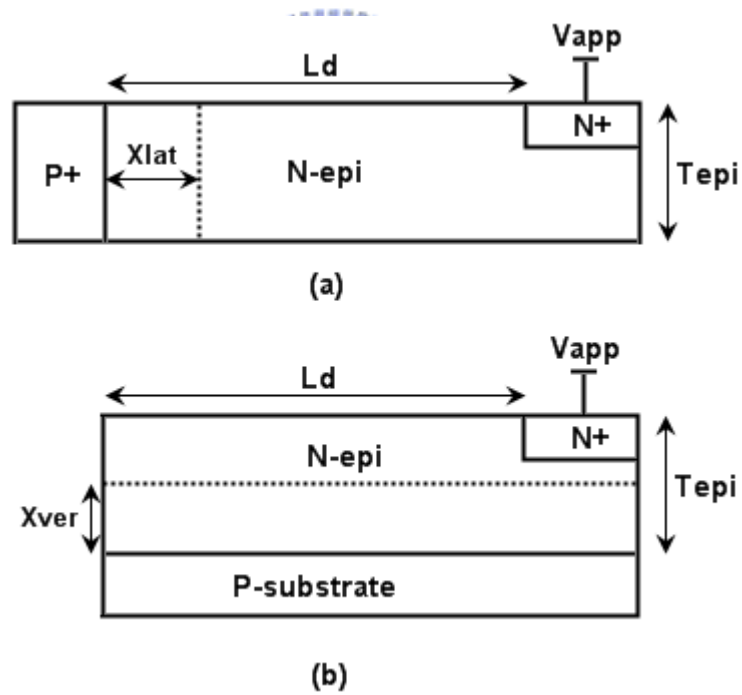 Vapp
Ld
P+
Xlat
N-epi
N+
Tepi
(a)
Vapp
Ld
N-epi
N+
Xver
Tepi
P-substrate
(b)